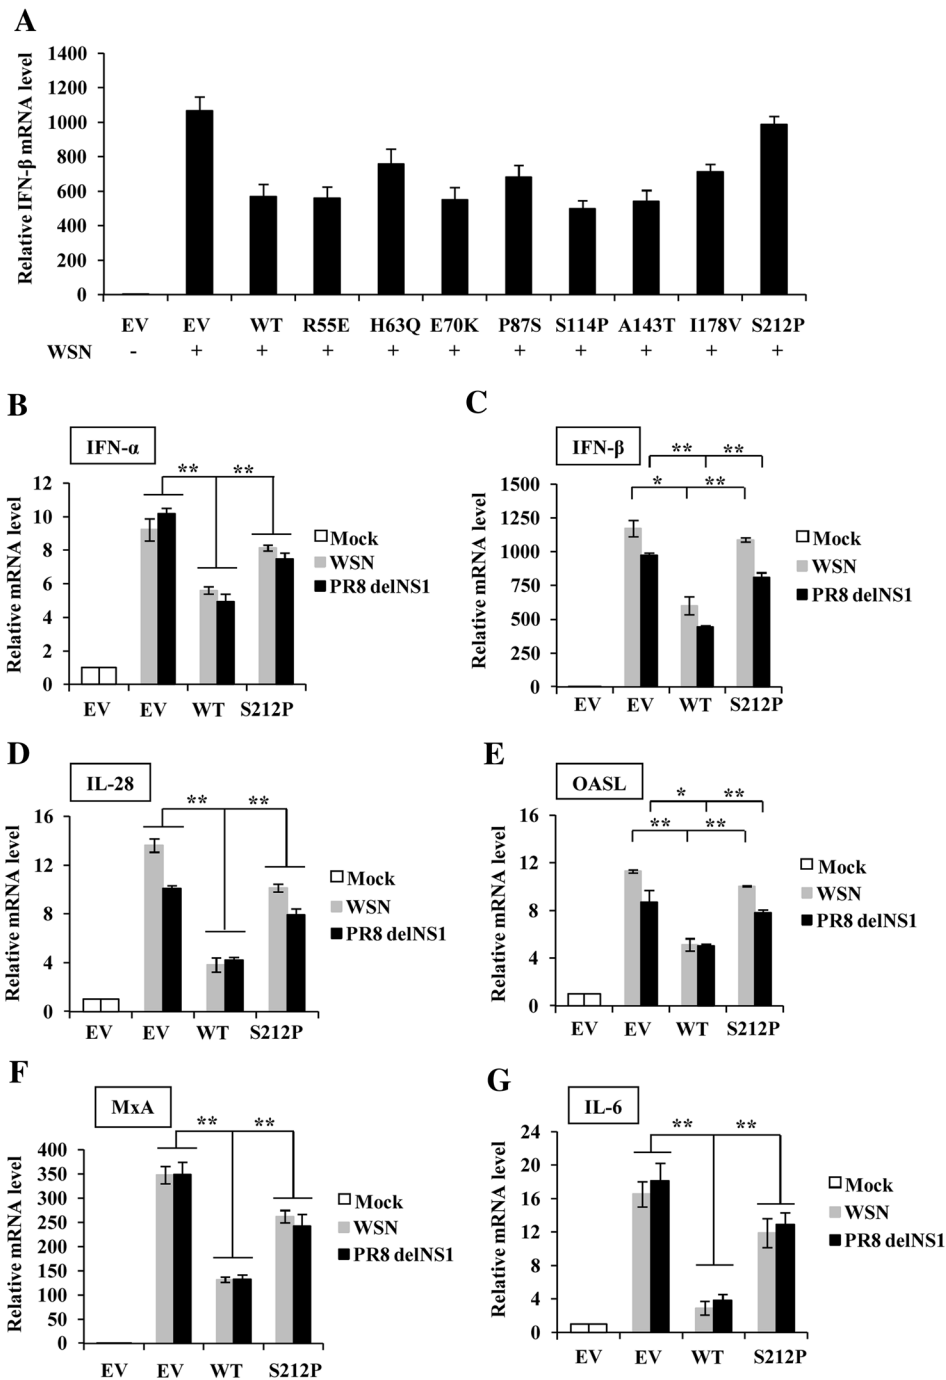 A
Relative IFN-β mRNA level
1400
1200
1000
800
600
400
200
0
EV EV WT R55E H63Q E70K P87S S114P A143T I178V S212P
WSN - + + + + + + + + + +
B
IFN-α
** **
Relative mRNA level
12
10
8
6
4
2
0
EV EV WT S212P
Mock
WSN
PR8 delNS1
C
IFN-β
** **
* **
Relative mRNA level
1500
1250
1000
750
500
250
0
EV EV WT S212P
Mock
WSN
PR8 delNS1
D
IL-28
** **
Relative mRNA level
16
12
8
4
0
EV EV WT S212P
Mock
WSN
PR8 delNS1
E
OASL
* **
** **
Relative mRNA level
16
12
8
4
0
EV EV WT S212P
Mock
WSN
PR8 delNS1
F
MxA
** **
Relative mRNA level
400
350
300
250
200
150
100
50
0
EV EV WT S212P
Mock
WSN
PR8 delNS1
G
IL-6
** **
Relative mRNA level
24
20
16
12
8
4
0
EV EV WT S212P
Mock
WSN
PR8 delNS1